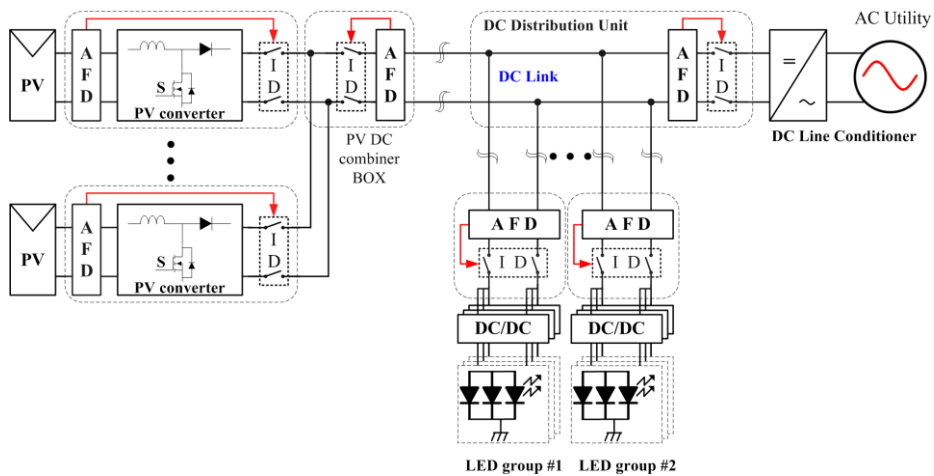 DC Distribution Unit
AC Utility
PV
A
F
D
S
PV converter
I
D
I
D
A
F
D
DC Link
A
F
D
I
D
=
~
DC Line Conditioner
PV DC
combiner
BOX
PV
A
F
D
S
PV converter
I
D
A F D
A F D
I D
I D
DC/DC
DC/DC
LED group #1
LED group #2